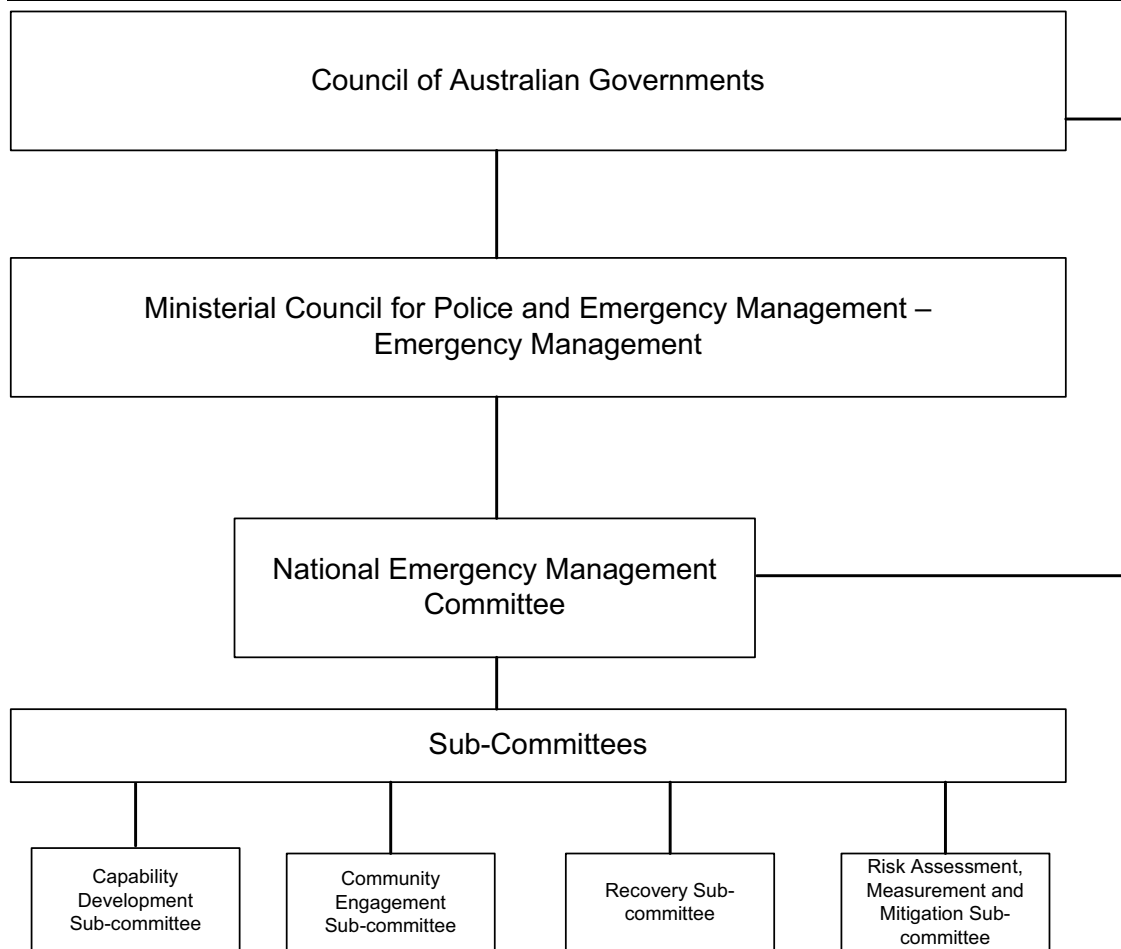 Council of Australian Governments
Ministerial Council for Police and Emergency Management –
Emergency Management
National Emergency Management
Committee
Sub-Committees
Capability
Development
Sub-committee
Community
Engagement
Sub-committee
Recovery Sub-
committee
Risk Assessment,
Measurement and
Mitigation Sub-
committee